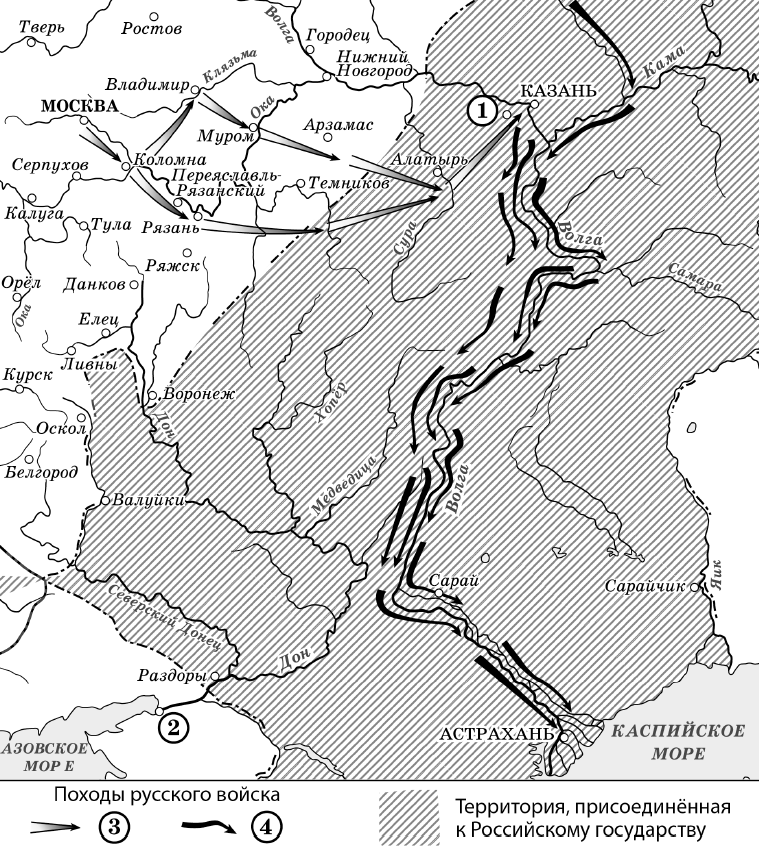 Тверь
Ростов
Волга
Городец
Нижний
Новгород
Кама
Владимир
Клязьма
КАЗАНЬ
1
МОСКВА
Ока
Муром
Арзамас
Серпухов
Коломна
Алатырь
Переяславль-
Рязанский
Темников
Калуга
Тула
Рязань
Сура
Волга
Ряжск
Самара
Орёл
Данков
Ока
Елец
Ливны
Курск
Воронеж
Хопёр
Оскол
Дон
Белгород
Медведица
Волга
Валуйки
Сарай
Сарайчик
Яик
Северский Донец
Дон
Раздоры
2
АСТРАХАНЬ
КАСПИЙСКОЕ
МОРЕ
АЗОВСКОЕ
МОРЕ
Походы русского войска
3
4
Территория, присоединённая
к Российскому государству